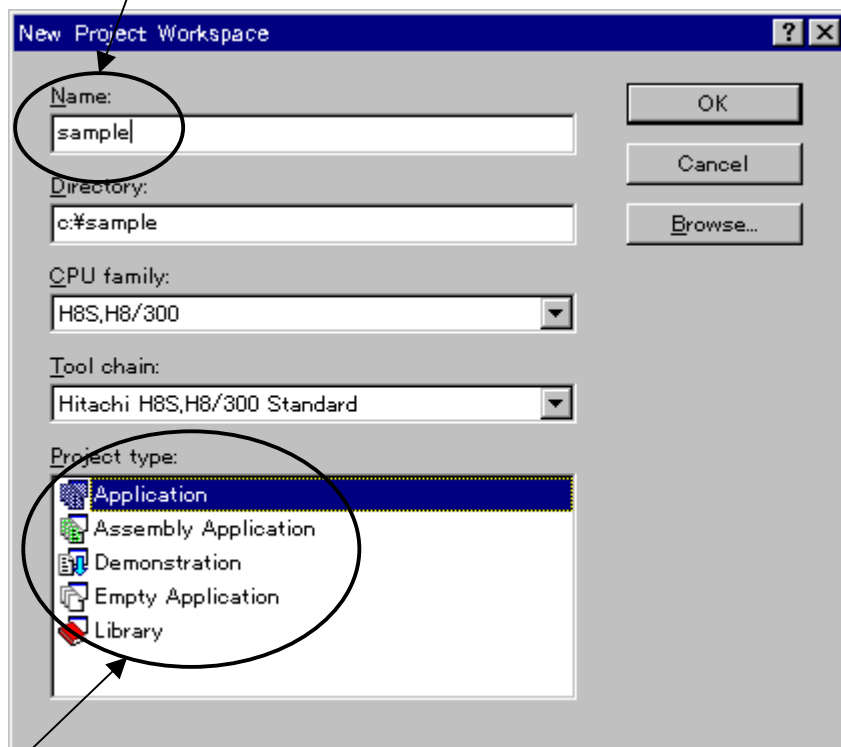 New Project Workspace
Name:
sample
OK
Cancel
Directory:
c:¥sample
Browse...
CPU family:
H8S,H8/300
Tool chain:
Hitachi H8S,H8/300 Standard
Project type:
Application
Assembly Application
Demonstration
Empty Application
Library